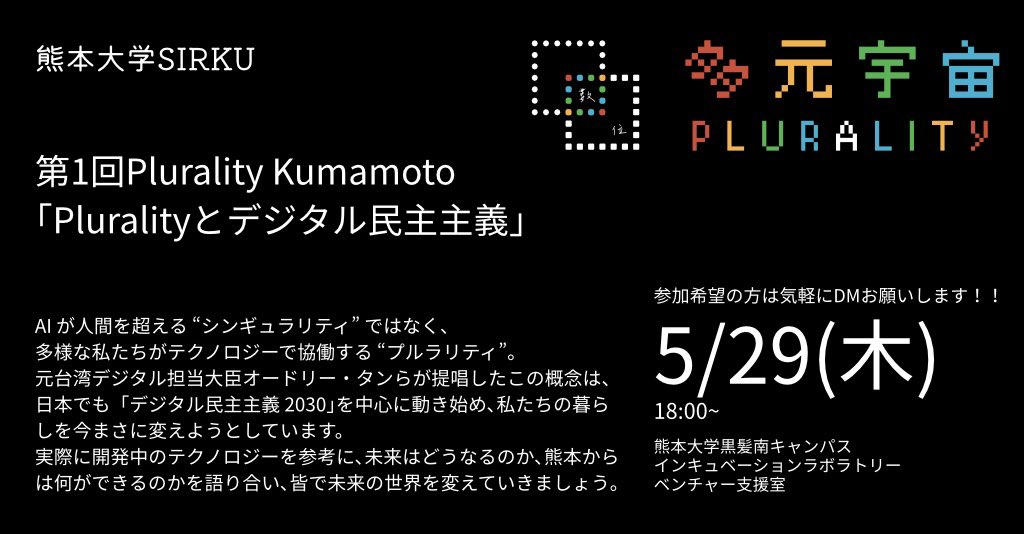 熊本大学SIRKU
数
位
多元宇宙
PLURALITY
第1回Plurality Kumamoto
「Pluralityとデジタル民主主義」
AI が人間を超える “シンギュラリティ” ではなく、
多様な私たちがテクノロジーで協働する “プルラリティ”。
元台湾デジタル担当大臣オードリー・タンらが提唱したこの概念は、
日本でも「デジタル民主主義 2030」を中心に動き始め、私たちの暮ら
しを今まさに変えようとしています。
実際に開発中のテクノロジーを参考に、未来はどうなるのか、熊本から
は何ができるのかを語り合い、皆で未来の世界を変えていきましょう。
参加希望の方は気軽にDMお願いします！！
5/29(木)
18:00~
熊本大学黒髪南キャンパス
インキュベーションラボラトリー
ベンチャー支援室